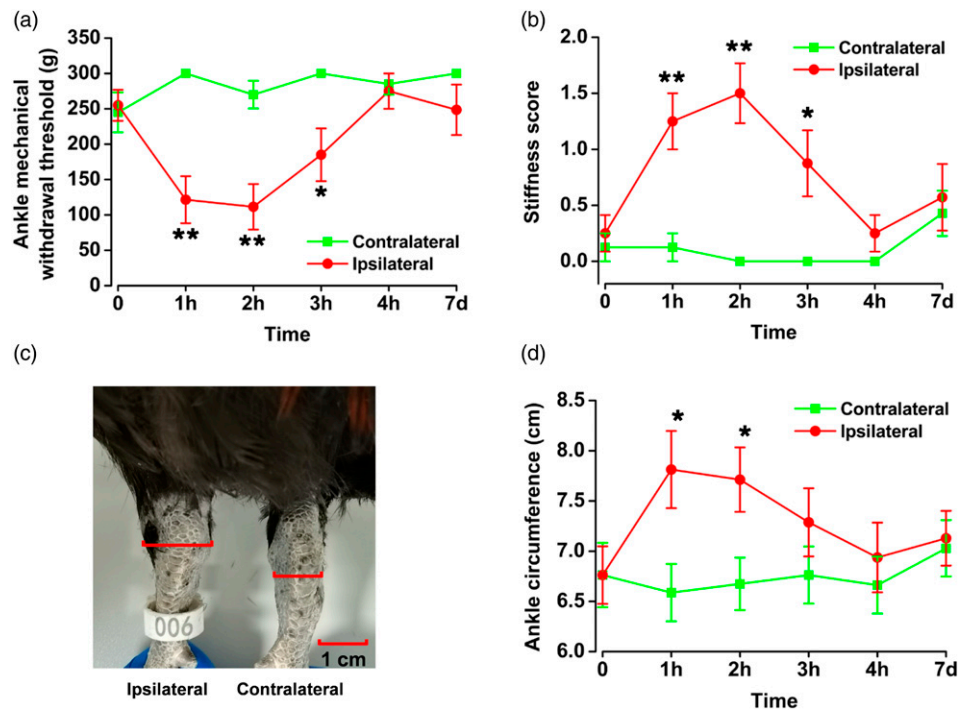 (a)
Ankle mechanical
withdrawal threshold (g)
350
300
250
200
150
100
50
0
**
**
*
Contralateral
Ipsilateral
0 1h 2h 3h 4h 7d
Time
(b)
Stiffness score
2.0
1.5
1.0
0.5
0.0
**
**
*
Contralateral
Ipsilateral
0 1h 2h 3h 4h 7d
Time
(c)
006
1 cm
Ipsilateral Contralateral
(d)
Ankle circumference (cm)
8.5
8.0
7.5
7.0
6.5
6.0
*
*
Contralateral
Ipsilateral
0 1h 2h 3h 4h 7d
Time